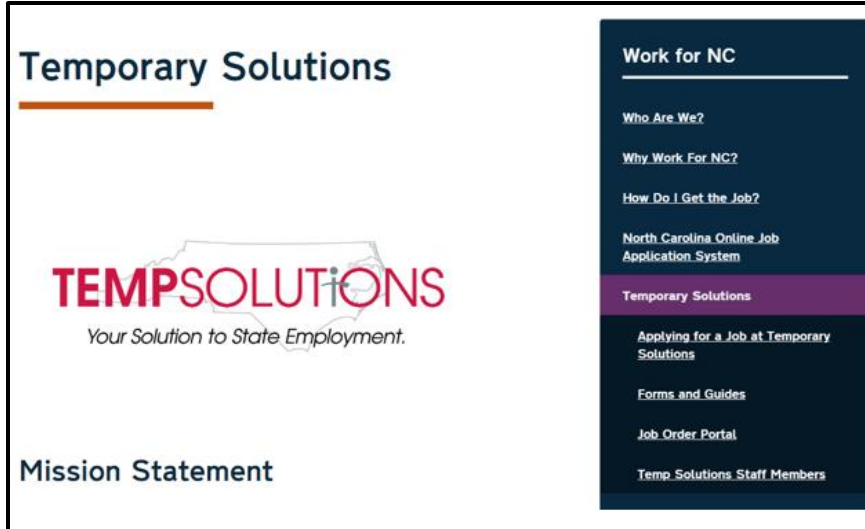 Temporary Solutions
TEMPSOLUTIONS
Your Solution to State Employment.
Mission Statement
Work for NC
Who Are We?
Why Work For NC?
How Do I Get the Job?
North Carolina Online Job
Application System
Temporary Solutions
Applying for a Job at Temporary
Solutions
Forms and Guides
Job Order Portal
Temp Solutions Staff Members